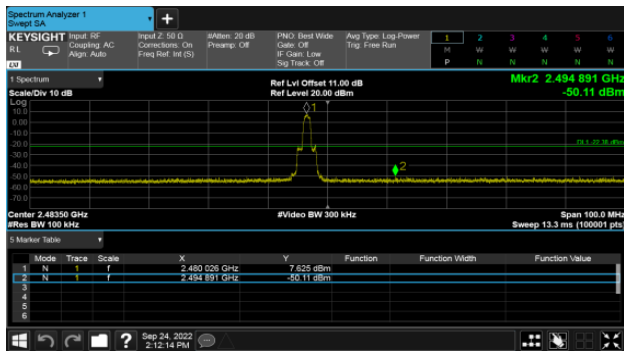 Spectrum Analyzer 1
Swept SA
+
KEYSIGHT Input: RF Input Z: 50 Ω #Atten: 20 dB PNO: Best Wide Avg Type: Log-Power 1 2 3 4 5 6
RL Coupling: AC Corrections: On Preamp: Off Gate: Off Trig: Free Run M W W W W W
Align: Auto Freq Ref: Int (S) IF Gain: Low
LXI Sig Track: Off P N N N N N
1 Spectrum
Ref Lvl Offset 11.00 dB Mkr2 2.494 891 GHz
Scale/Div 10 dB Ref Level 20.00 dBm -50.11 dBm
Log
10.0
0.00
-10.0
-20.0
-30.0
-40.0
-50.0
-60.0
-70.0
1
2
Center 2.48350 GHz #Video BW 300 kHz Span 100.0 MHz
#Res BW 100 kHz Sweep 13.3 ms (100001 pts)
5 Marker Table
Mode Trace Scale X Y Function Function Width Function Value
1 N 1 f 2.480 026 GHz 7.625 dBm
2 N 1 f 2.494 891 GHz -50.11 dBm
3
4
5
6
?
Sep 24, 2022
2:12:14 PM